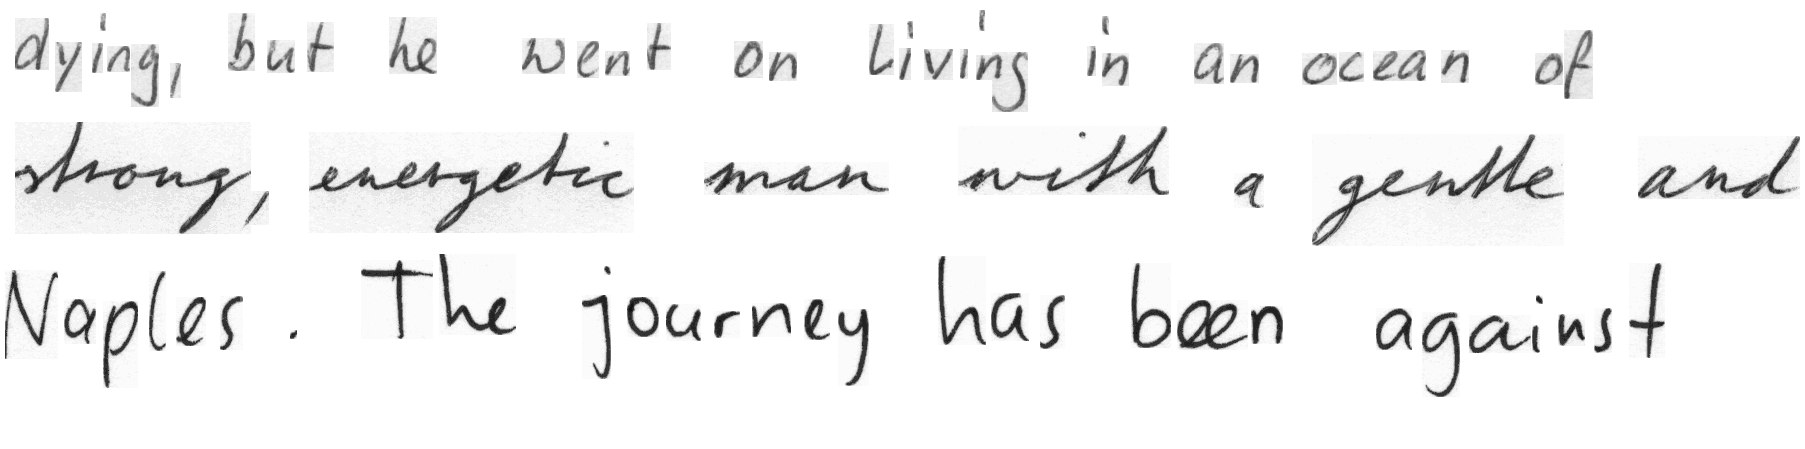 dying, but he went on living in an ocean of
strong, energetic man with a gentle and
Naples. The journey has been against